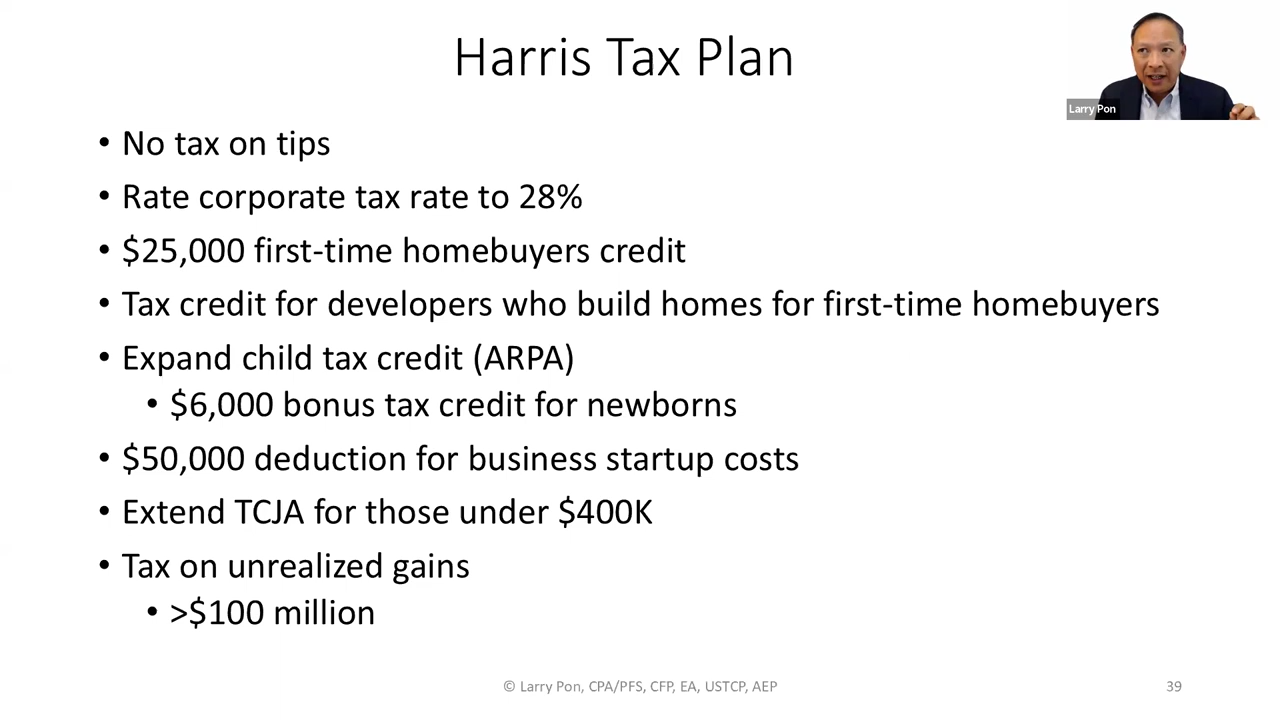 Harris Tax Plan
Larry Pon
• No tax on tips
• Rate corporate tax rate to 28%
• $25,000 first-time homebuyers credit
• Tax credit for developers who build homes for first-time homebuyers
• Expand child tax credit (ARPA)
• $6,000 bonus tax credit for newborns
• $50,000 deduction for business startup costs
• Extend TCJA for those under $400K
• Tax on unrealized gains
• >$100 million
© Larry Pon, CPA/PFS, CFP, EA, USTCP, AEP
39